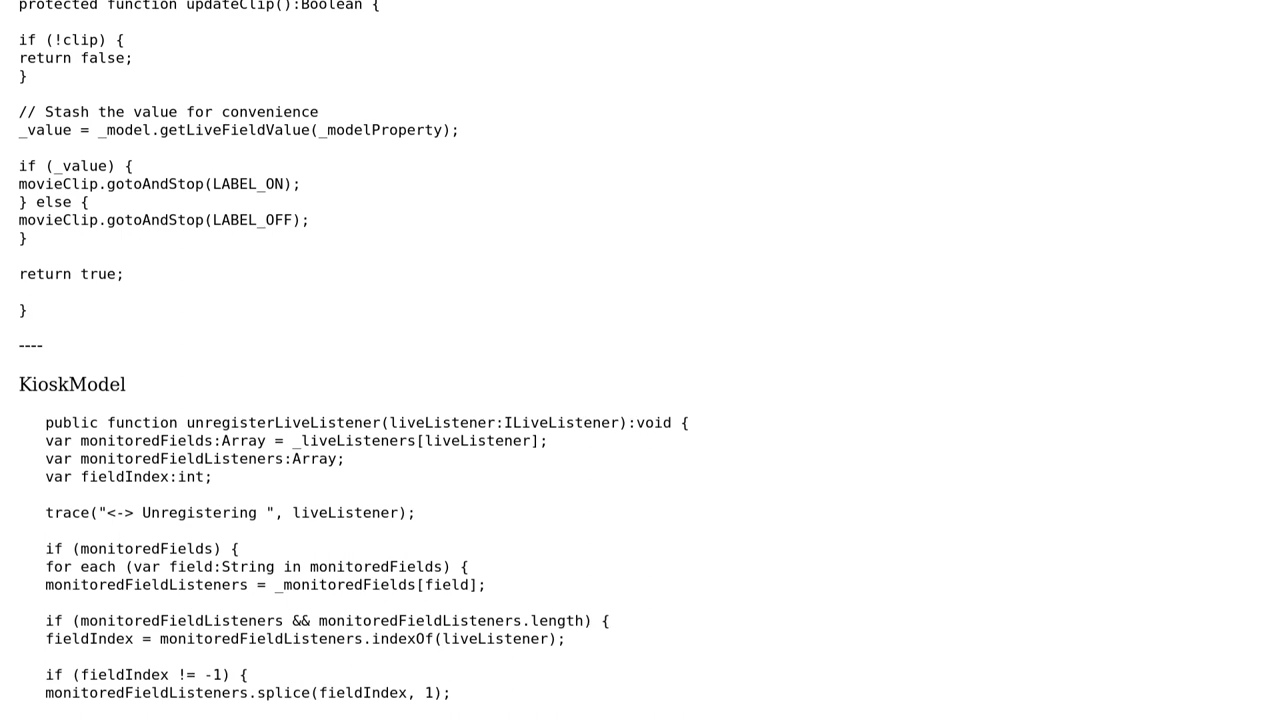 protected function updateClip():Boolean {
if (!clip) {
return false;
}
// Stash the value for convenience
_value = _model.getLiveFieldValue(_modelProperty);
if (_value) {
movieClip.gotoAndStop(LABEL_ON);
} else {
movieClip.gotoAndStop(LABEL_OFF);
}
return true;
}
----
KioskModel
public function unregisterLiveListener(liveListener:ILiveListener):void {
var monitoredFields:Array = _liveListeners[liveListener];
var monitoredFieldListeners:Array;
var fieldIndex:int;
trace("<-> Unregistering ", liveListener);
if (monitoredFields) {
for each (var field:String in monitoredFields) {
monitoredFieldListeners = _monitoredFields[field];
if (monitoredFieldListeners && monitoredFieldListeners.length) {
fieldIndex = monitoredFieldListeners.indexOf(liveListener);
if (fieldIndex != -1) {
monitoredFieldListeners.splice(fieldIndex, 1);